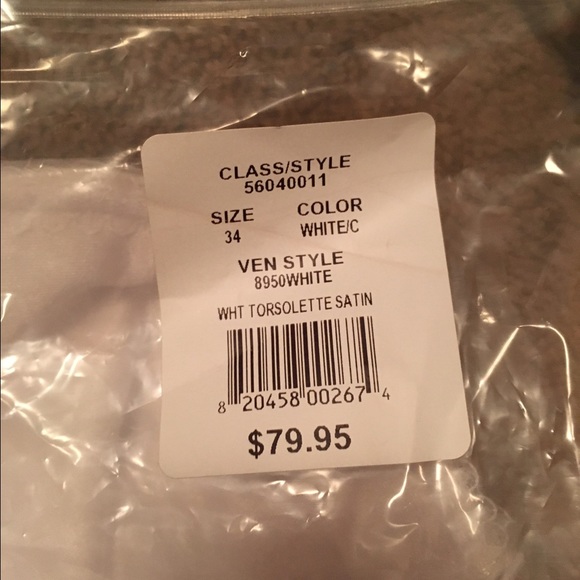 CLASS/STYLE
56040011
SIZE COLOR
34 WHITE/C
VEN STYLE
8950WHITE
WHT TORSOLETTE SATIN
8 20458 00267 4
$79.95